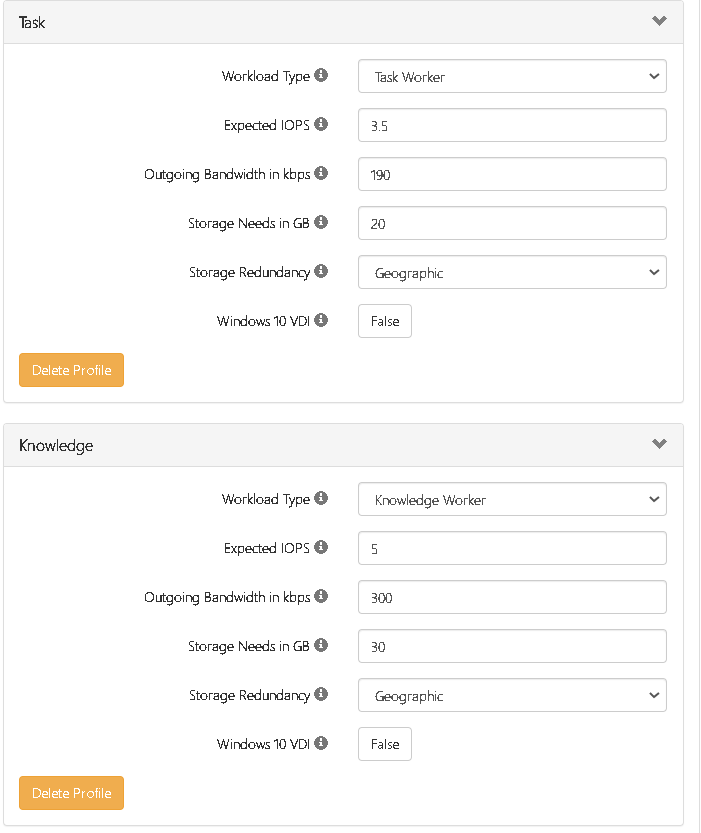 Task
Workload Type
Task Worker
Expected IOPS
3.5
Outgoing Bandwidth in kbps
190
Storage Needs in GB
20
Storage Redundancy
Geographic
Windows 10 VDI
False
Delete Profile
Knowledge
Workload Type
Knowledge Worker
Expected IOPS
5
Outgoing Bandwidth in kbps
300
Storage Needs in GB
30
Storage Redundancy
Geographic
Windows 10 VDI
False
Delete Profile